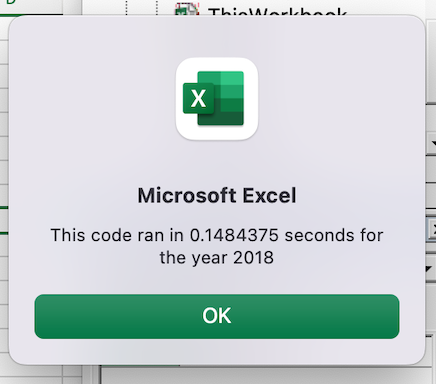 ThisWorkbook
X
Microsoft Excel
This code ran in 0.1484375 seconds for
the year 2018
OK